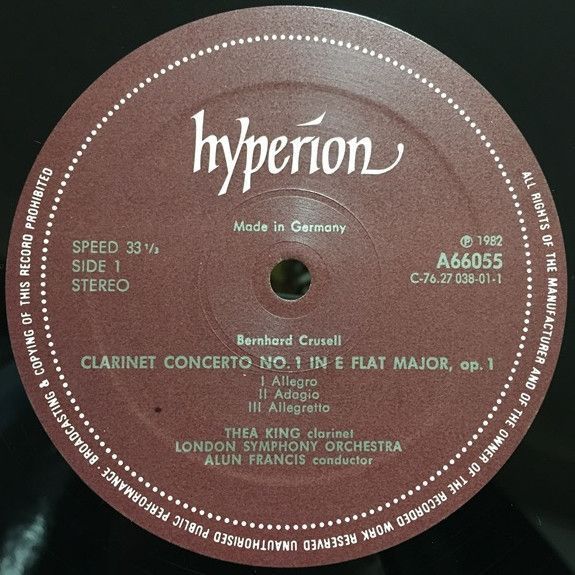 hyperion
Made in Germany
SPEED 33 1/3
SIDE 1
STEREO
℗ 1982
A66055
C-76.27 038-01-1
Bernhard Crusell
CLARINET CONCERTO NO. 1 IN E FLAT MAJOR, op. 1
I Allegro
II Adagio
III Allegretto
THEA KING clarinet
LONDON SYMPHONY ORCHESTRA
ALUN FRANCIS conductor
ALL RIGHTS OF THE MANUFACTURER AND OF THE OWNER OF THE RECORDED WORK RESERVED UNAUTHORISED PUBLIC PERFORMANCE · BROADCASTING & COPYING OF THIS RECORD PROHIBITED